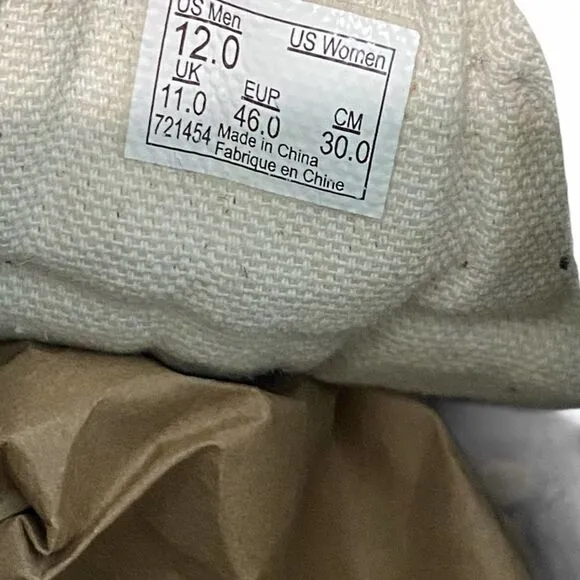 US Men US Women
12.0
UK EUP CM
11.0 46.0 30.0
721454 Made in China
Fabrique en Chine